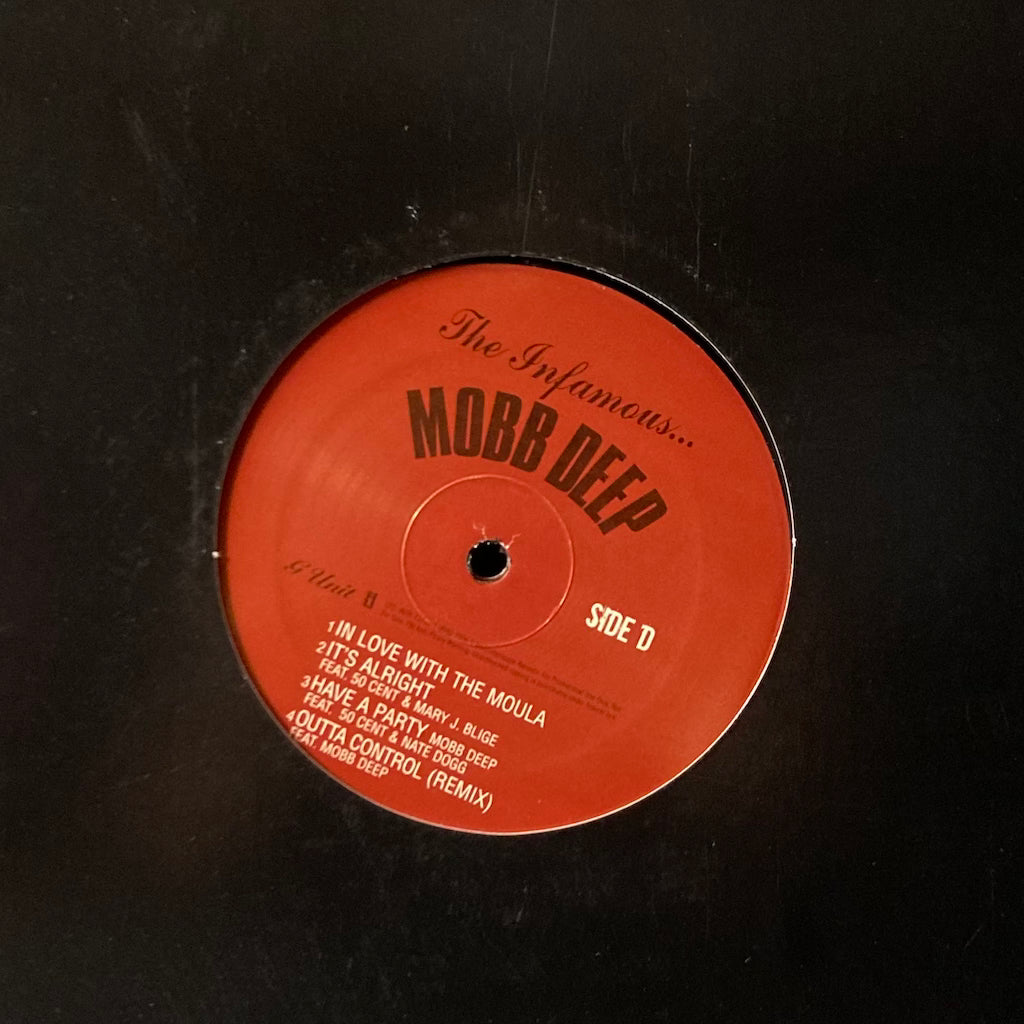 The Infamous...
MOBB DEEP
G Unit
SIDE D
1 IN LOVE WITH THE MOULA
2 IT'S ALRIGHT
FEAT. 50 CENT & MARY J. BLIGE
3 HAVE A PARTY MOBB DEEP
FEAT. 50 CENT & NATE DOGG
4 OUTTA CONTROL (REMIX)
FEAT. MOBB DEEP